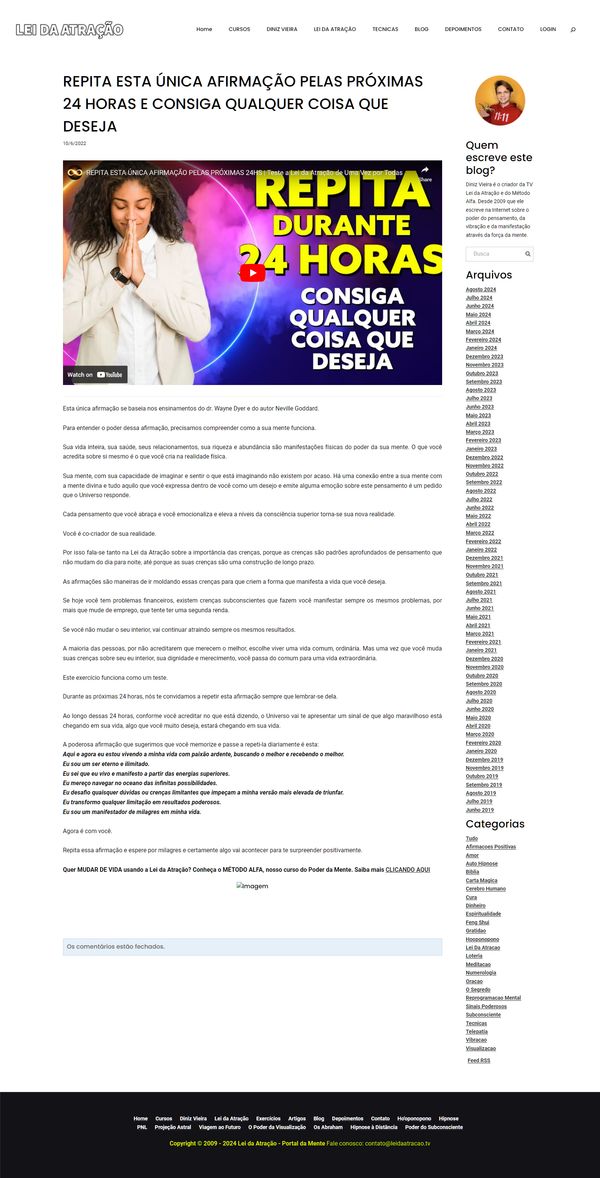 LEI DA ATRAÇÃO
Home CURSOS DINIZ VIEIRA LEI DA ATRAÇÃO TECNICAS BLOG DEPOIMENTOS CONTATO LOGIN
REPITA ESTA ÚNICA AFIRMAÇÃO PELAS PRÓXIMAS
24 HORAS E CONSIGA QUALQUER COISA QUE
DESEJA
10/6/2022
REPITA ESTA ÚNICA AFIRMAÇÃO PELAS PRÓXIMAS 24HS | Teste a Lei da Atração de Uma Vez por Todas
Share
REPITA
DURANTE
24 HORAS
CONSIGA
QUALQUER
COISA QUE
DESEJA
Watch on YouTube
Esta única afirmação se baseia nos ensinamentos do dr. Wayne Dyer e do autor Neville Goddard.
Para entender o poder dessa afirmação, precisamos compreender como a sua mente funciona.
Sua vida inteira, sua saúde, seus relacionamentos, sua riqueza e abundância são manifestações físicas do poder da sua mente. O que você
acredita sobre si mesmo é o que você cria na realidade física.
Sua mente, com sua capacidade de imaginar e sentir o que está imaginando não existem por acaso. Há uma conexão entre a sua mente com
a mente divina e tudo aquilo que você expressa dentro de você como um desejo e emite alguma emoção sobre este pensamento é um pedido
que o Universo responde.
Cada pensamento que você abraça e você emocionaliza e eleva a níveis da consciência superior torna-se sua nova realidade.
Você é co-criador de sua realidade.
Por isso fala-se tanto na Lei da Atração sobre a importância das crenças, porque as crenças são padrões aprofundados de pensamento que
não mudam do dia para noite, até porque as suas crenças são uma construção de longo prazo.
As afirmações são maneiras de ir moldando essas crenças para que criem a forma que manifesta a vida que você deseja.
Se hoje você tem problemas financeiros, existem crenças subconscientes que fazem você manifestar sempre os mesmos problemas, por
mais que mude de emprego, que tente ter uma segunda renda.
Se você não mudar o seu interior, vai continuar atraindo sempre os mesmos resultados.
A maioria das pessoas, por não acreditarem que merecem o melhor, escolhe viver uma vida comum, ordinária. Mas uma vez que você muda
suas crenças sobre seu eu interior, sua dignidade e merecimento, você passa do comum para uma vida extraordinária.
Este exercício funciona como um teste.
Durante as próximas 24 horas, nós te convidamos a repetir esta afirmação sempre que lembrar-se dela.
Ao longo dessas 24 horas, conforme você acreditar no que está dizendo, o Universo vai te apresentar um sinal de que algo maravilhoso está
chegando em sua vida, algo que você muito deseja, estará chegando em sua vida.
A poderosa afirmação que sugerimos que você memorize e passe a repeti-la diariamente é esta:
Aqui e agora eu estou vivendo a minha vida com paixão ardente, buscando o melhor e recebendo o melhor.
Eu sou um ser eterno e ilimitado.
Eu sei que eu vivo e manifesto a partir das energias superiores.
Eu mereço navegar no oceano das infinitas possibilidades.
Eu desafio quaisquer dúvidas ou crenças limitantes que impeçam a minha versão mais elevada de triunfar.
Eu transformo qualquer limitação em resultados poderosos.
Eu sou um manifestador de milagres em minha vida.
Agora é com você.
Repita essa afirmação e espere por milagres e certamente algo vai acontecer para te surpreender positivamente.
Quer MUDAR DE VIDA usando a Lei da Atração? Conheça o MÉTODO ALFA, nosso curso do Poder da Mente. Saiba mais CLICANDO AQUI
Imagem
Os comentários estão fechados.
11:11
Quem
escreve este
blog?
Diniz Vieira é o criador da TV
Lei da Atração e do Método
Alfa. Desde 2009 que ele
escreve na Internet sobre o
poder do pensamento, da
vibração e da manifestação
através da força da mente.
Busca
Arquivos
Agosto 2024
Julho 2024
Junho 2024
Maio 2024
Abril 2024
Março 2024
Fevereiro 2024
Janeiro 2024
Dezembro 2023
Novembro 2023
Outubro 2023
Setembro 2023
Agosto 2023
Julho 2023
Junho 2023
Maio 2023
Abril 2023
Março 2023
Fevereiro 2023
Janeiro 2023
Dezembro 2022
Novembro 2022
Outubro 2022
Setembro 2022
Agosto 2022
Julho 2022
Junho 2022
Maio 2022
Abril 2022
Março 2022
Fevereiro 2022
Janeiro 2022
Dezembro 2021
Novembro 2021
Outubro 2021
Setembro 2021
Agosto 2021
Julho 2021
Junho 2021
Maio 2021
Abril 2021
Março 2021
Fevereiro 2021
Janeiro 2021
Dezembro 2020
Novembro 2020
Outubro 2020
Setembro 2020
Agosto 2020
Julho 2020
Junho 2020
Maio 2020
Abril 2020
Março 2020
Fevereiro 2020
Janeiro 2020
Dezembro 2019
Novembro 2019
Outubro 2019
Setembro 2019
Agosto 2019
Julho 2019
Junho 2019
Categorias
Tudo
Afirmacoes Positivas
Amor
Auto Hipnose
Bíblia
Carta Magica
Cerebro Humano
Cura
Dinheiro
Espiritualidade
Feng Shui
Gratidao
Hooponopono
Lei Da Atracao
Loteria
Meditacao
Numerologia
Oracao
O Segredo
Reprogramacao Mental
Sinais Poderosos
Subconsciente
Tecnicas
Telepatia
Vibracao
Visualizacao
Feed RSS
Home Cursos Diniz Vieira Lei da Atração Exercícios Artigos Blog Depoimentos Contato Ho'oponopono Hipnose
PNL Projeção Astral Viagem ao Futuro O Poder da Visualização Os Abraham Hipnose à Distância Poder do Subconsciente
Copyright © 2009 - 2024 Lei da Atração - Portal da Mente Fale conosco: contato@leidaatracao.tv